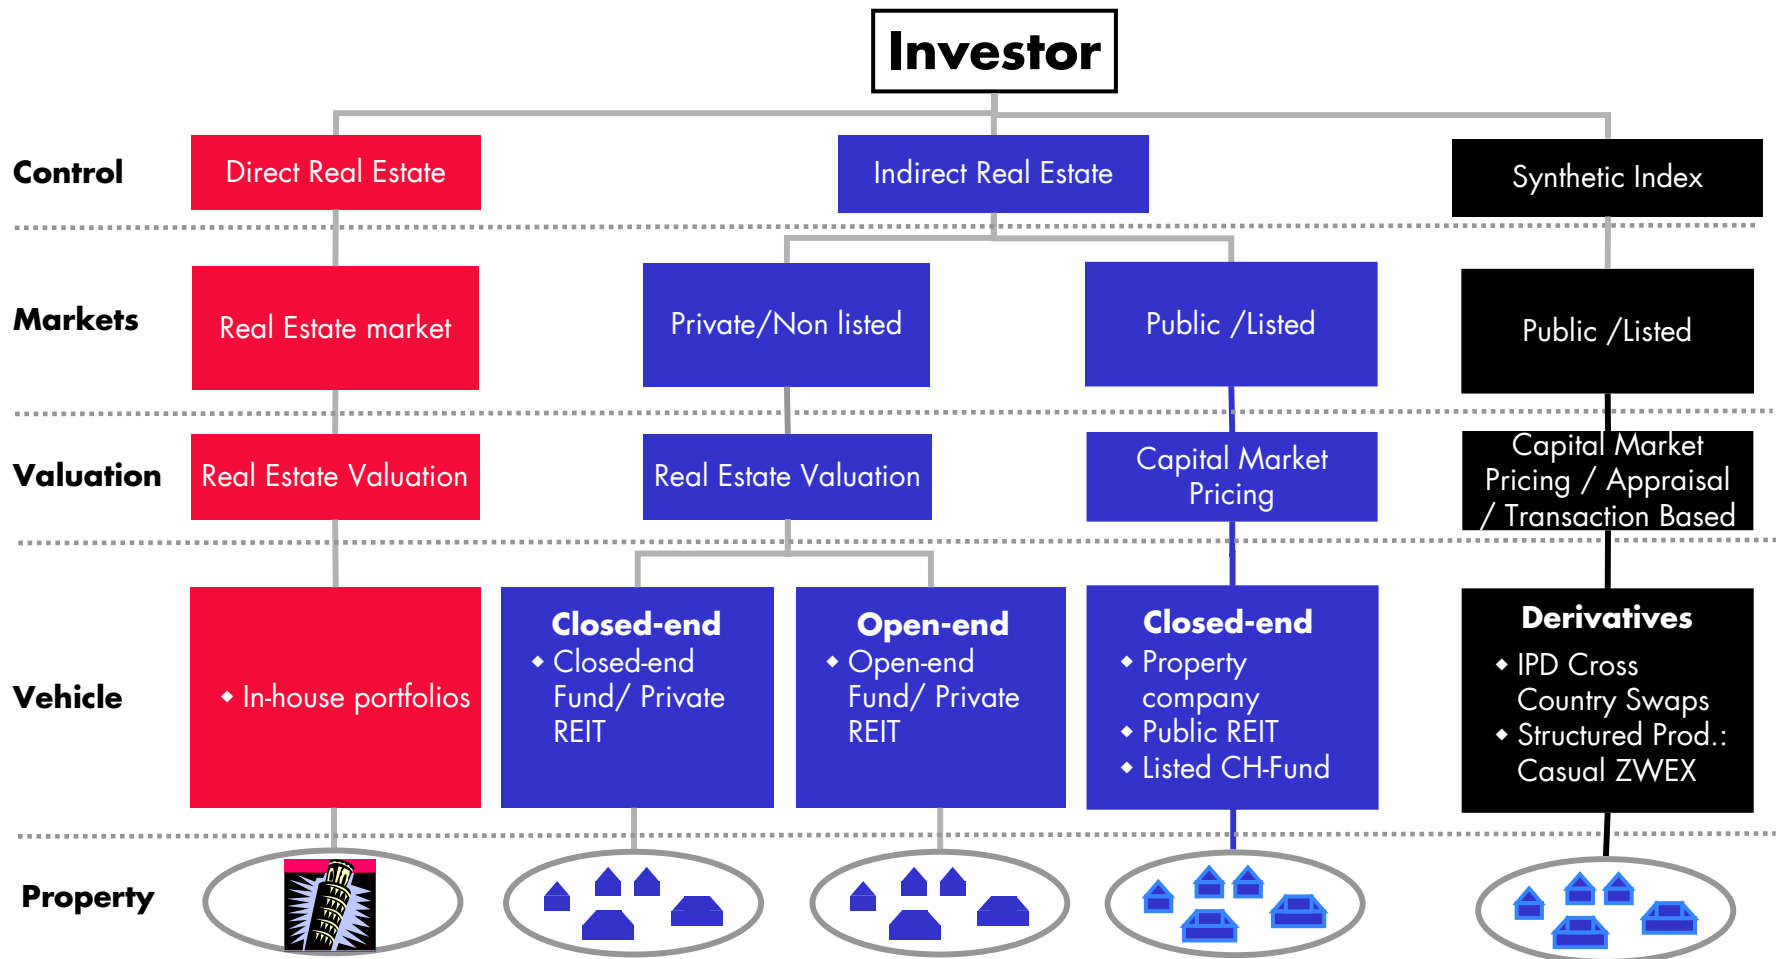 Investor
Control
Direct Real Estate
Indirect Real Estate
Synthetic Index
Markets
Real Estate market
Private/Non listed
Public /Listed
Public /Listed
Valuation
Real Estate Valuation
Real Estate Valuation
Capital Market
Pricing
Capital Market
Pricing / Appraisal
/ Transaction Based
Vehicle
◆ In-house portfolios
Closed-end
◆ Closed-end
Fund/ Private
REIT
Open-end
◆ Open-end
Fund/ Private
REIT
Closed-end
◆ Property
company
◆ Public REIT
◆ Listed CH-Fund
Derivatives
◆ IPD Cross
Country Swaps
◆ Structured Prod.:
Casual ZWEX
Property